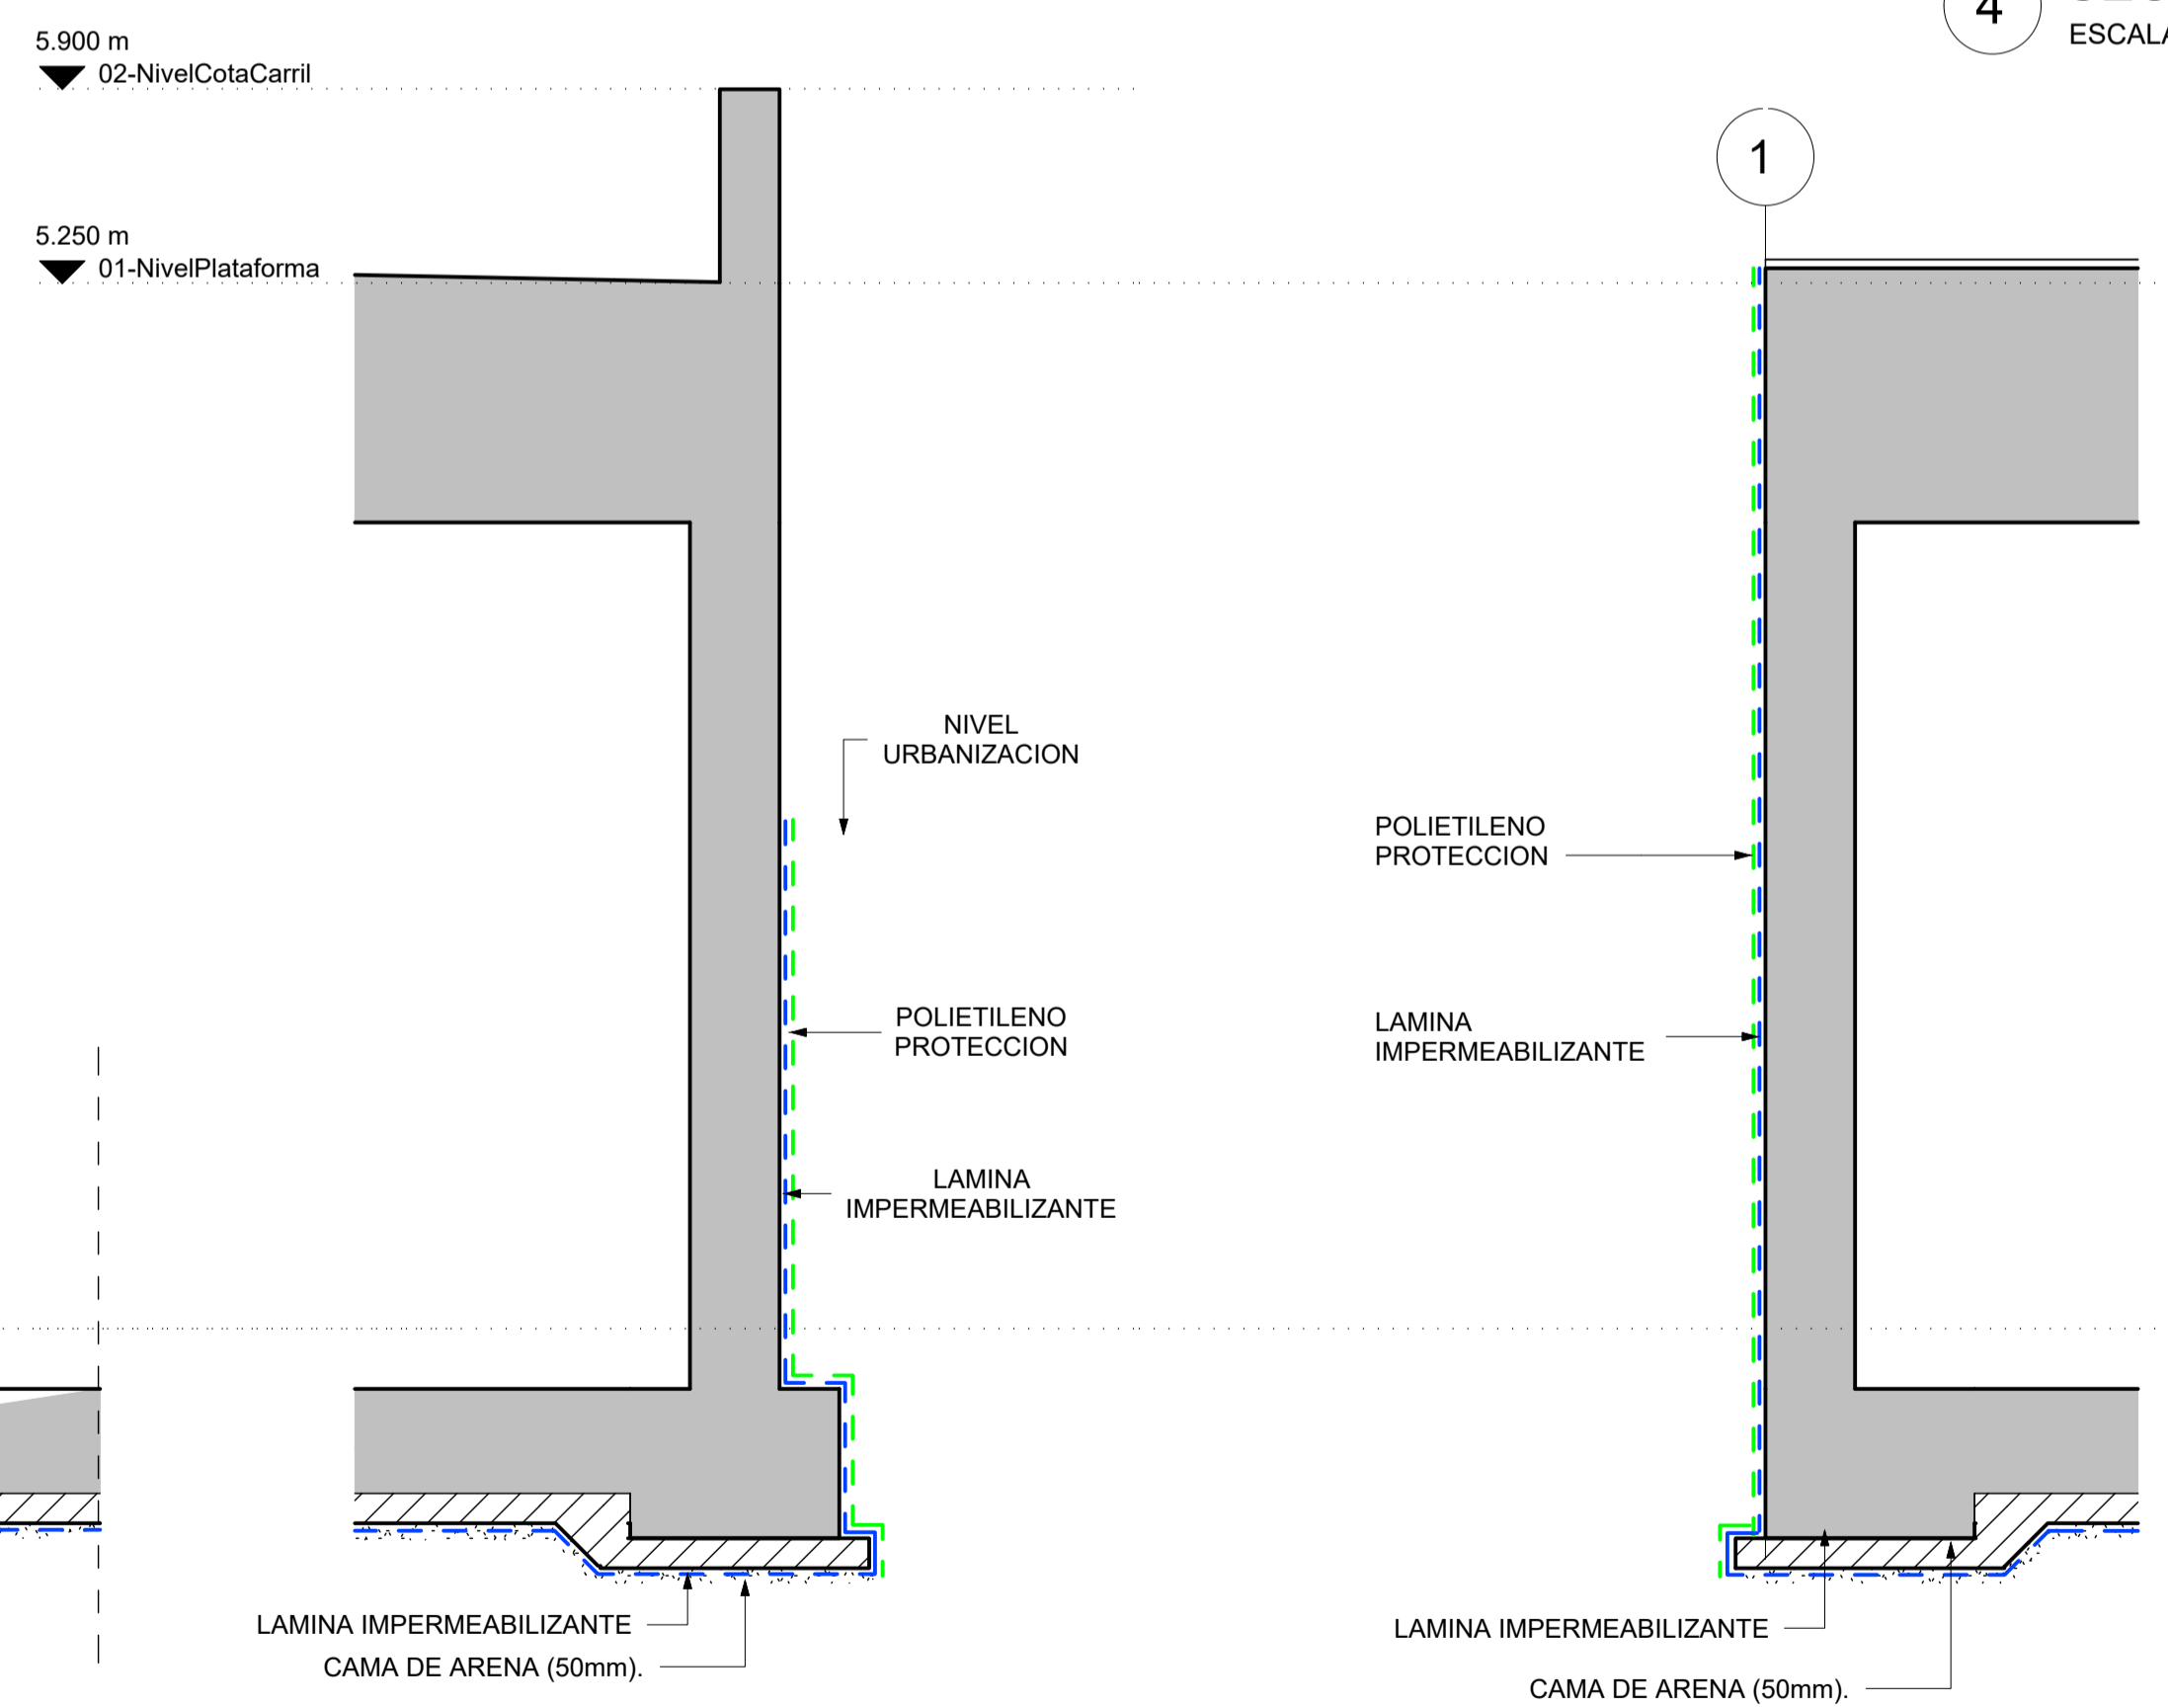 5.900 m
02-NivelCotaCarril
5.250 m
01-NivelPlataforma
4
ESCALA
1
NIVEL
URBANIZACION
POLIETILENO
PROTECCION
LAMINA
IMPERMEABILIZANTE
LAMINA IMPERMEABILIZANTE
CAMA DE ARENA (50mm).
POLIETILENO
PROTECCION
LAMINA
IMPERMEABILIZANTE
LAMINA IMPERMEABILIZANTE
CAMA DE ARENA (50mm).